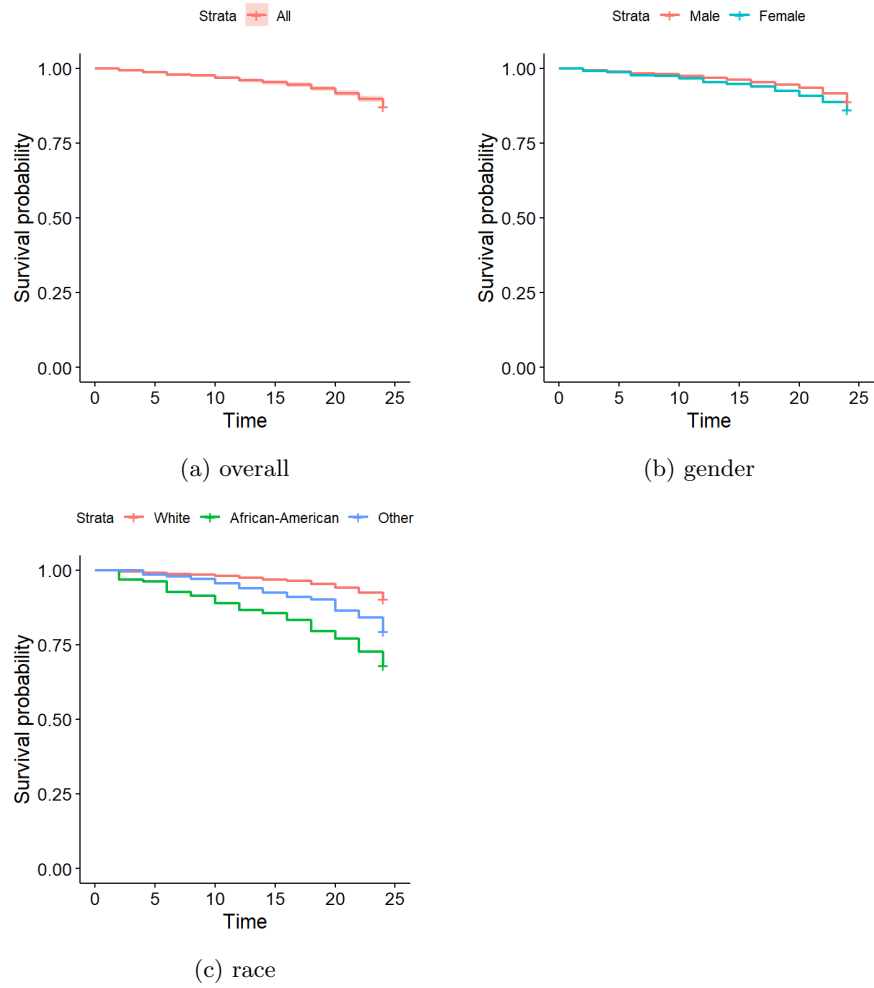 Strata All
1.00
0.75
0.50
0.25
0.00
Survival probability
0 5 10 15 20 25
Time
(a) overall
Strata Male Female
1.00
0.75
0.50
0.25
0.00
Survival probability
0 5 10 15 20 25
Time
(b) gender
Strata White African-American Other
1.00
0.75
0.50
0.25
0.00
Survival probability
0 5 10 15 20 25
Time
(c) race